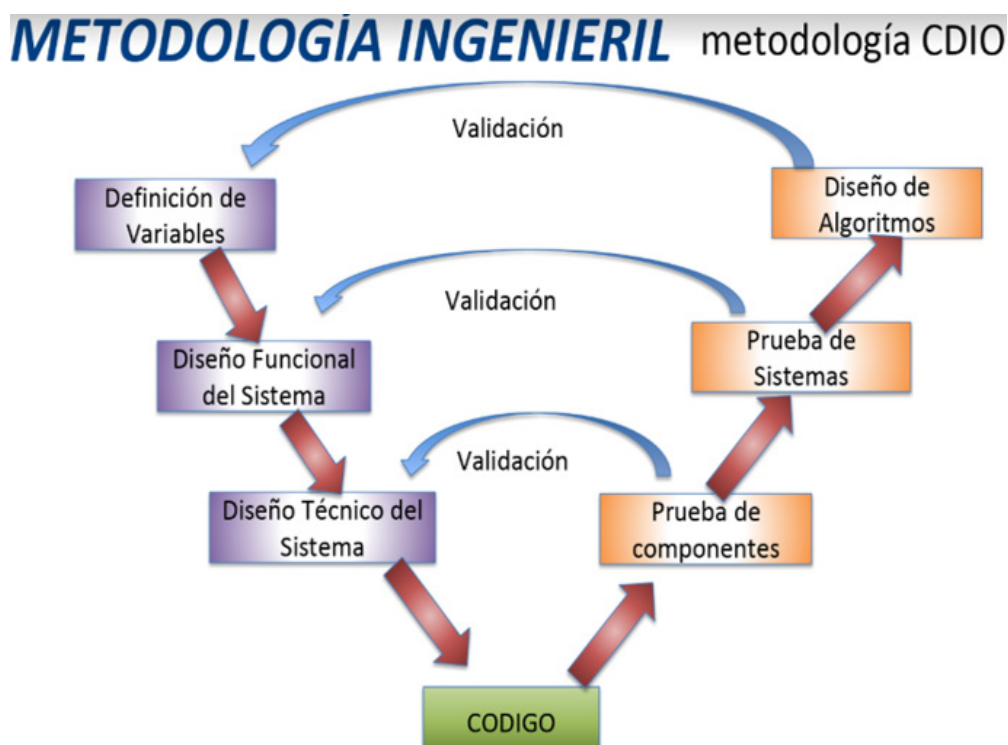 METODOLOGÍA INGENIERIL metodología CDIO
Validación
Definición de
Variables
Diseño de
Algoritmos
Validación
Diseño Funcional
del Sistema
Prueba de
Sistemas
Validación
Diseño Técnico del
Sistema
Prueba de
componentes
CODIGO